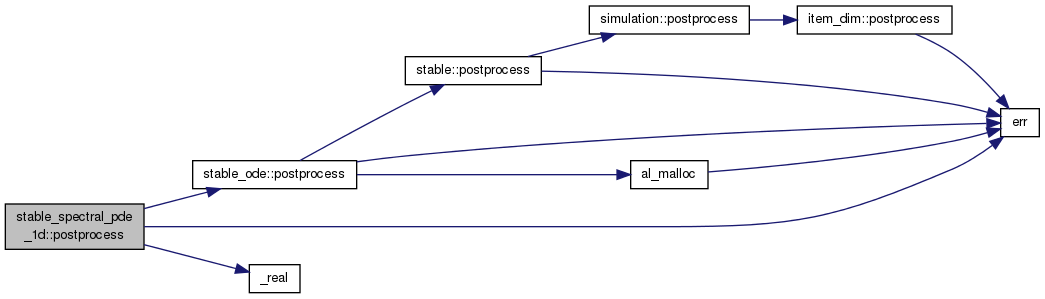 simulation::postprocess
item_dim::postprocess
stable::postprocess
err
stable_ode::postprocess
al_malloc
stable_spectral_pde
_1d::postprocess
_real